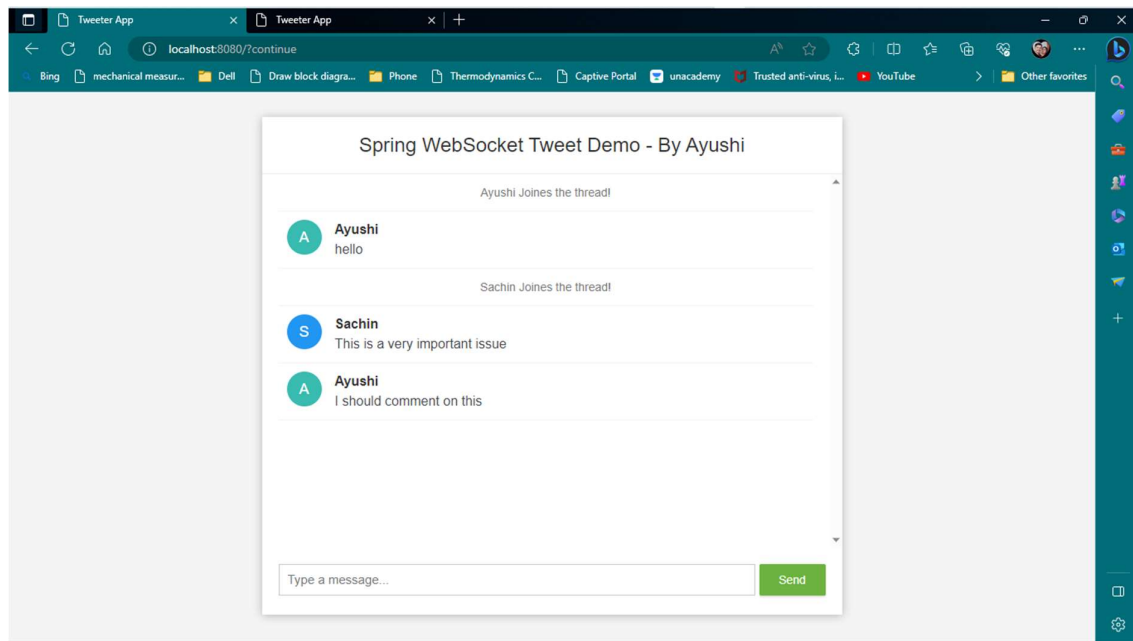 Tweeter App
Tweeter App
localhost:8080/?continue
Bing mechanical measur... Dell Draw block diagra... Phone Thermodynamics C... Captive Portal unacademy Trusted anti-virus, i... YouTube Other favorites
Spring WebSocket Tweet Demo - By Ayushi
Ayushi Joines the thread!
A
Ayushi
hello
Sachin Joines the thread!
S
Sachin
This is a very important issue
A
Ayushi
I should comment on this
Type a message...
Send